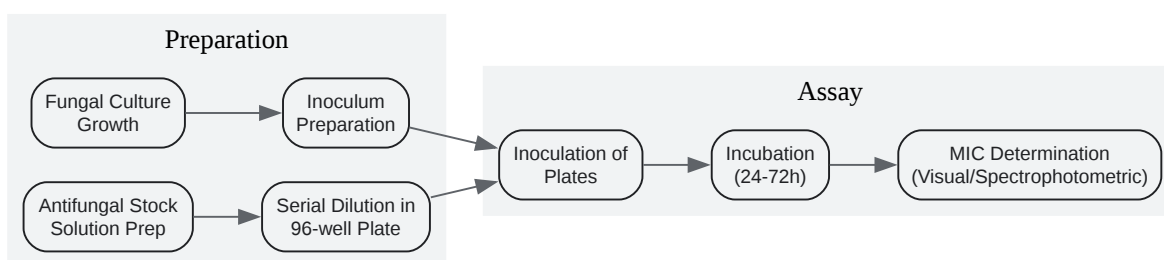 Preparation
Fungal Culture
Growth
Inoculum
Preparation
Antifungal Stock
Solution Prep
Serial Dilution in
96-well Plate
Assay
Inoculation of
Plates
Incubation
(24-72h)
MIC Determination
(Visual/Spectrophotometric)